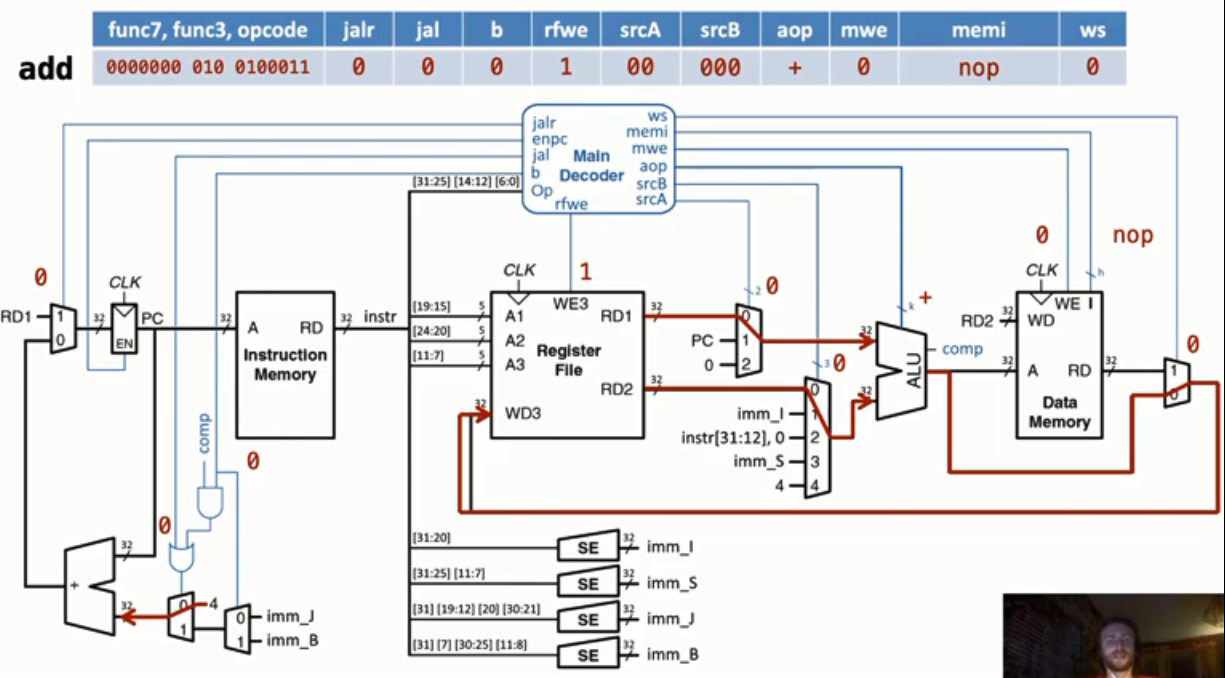 func7, func3, opcode jalr jal b rfwe srcA srcB aop mwe memi ws
add 0000000 010 0100011 0 0 0 1 00 000 + 0 nop 0
jalr ws
enpc memi
jal Main mwe
b Decoder aop
Op srcB
rfwe srcA
[31:25] [14:12] [6:0]
0 CLK CLK 1 0 + 0 nop
CLK
2 k h
RD1 1 0 32 PC EN 32 A RD 32 instr
Instruction
Memory
[19:15] 5 A1 WE3 RD1 32
[24:20] 5 A2
[11:7] 5 A3
Register
File
RD2 32
32 WD3
0
PC 1
0 2
3 0
0
imm_I 1
instr[31:12], 0 2
imm_S 3
4 4
32
32
ALU
comp
WE I
RD2 32 WD
32 A RD 32
Data
Memory
0
1
0
comp
0
0
32
+
32
0 4
1
0 imm_J
1 imm_B
[31:20] SE 32 imm_I
[31:25] [11:7] SE 32 imm_S
[31] [19:12] [20] [30:21] SE 32 imm_J
[31] [7] [30:25] [11:8] SE 32 imm_B